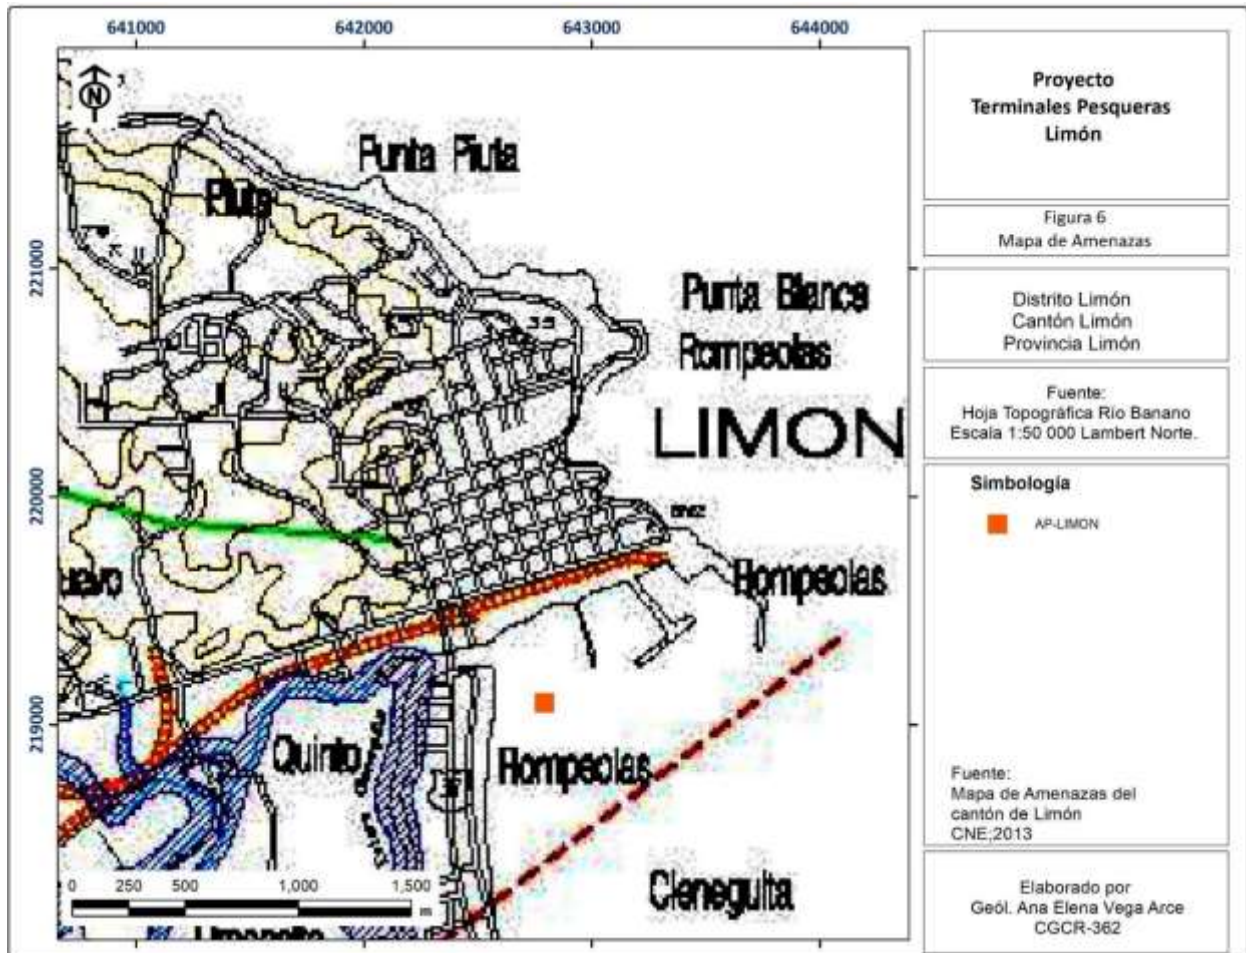 641000 642000 643000 644000
221000
220000
219000
N
Punta Piuta
Piuta
Punta Blanca
Rompeolas
35
LIMON
Rompeolas
Quinto
Rompeolas
Cieneguita
0 250 500 1,000 1,500
m
Proyecto
Terminales Pesqueras
Limón
Figura 6
Mapa de Amenazas
Distrito Limón
Cantón Limón
Provincia Limón
Fuente:
Hoja Topográfica Río Banano
Escala 1:50 000 Lambert Norte.
Simbología
AP-LIMON
Fuente:
Mapa de Amenazas del
cantón de Limón
CNE,2013
Elaborado por
Geól. Ana Elena Vega Arce
CGCR-362